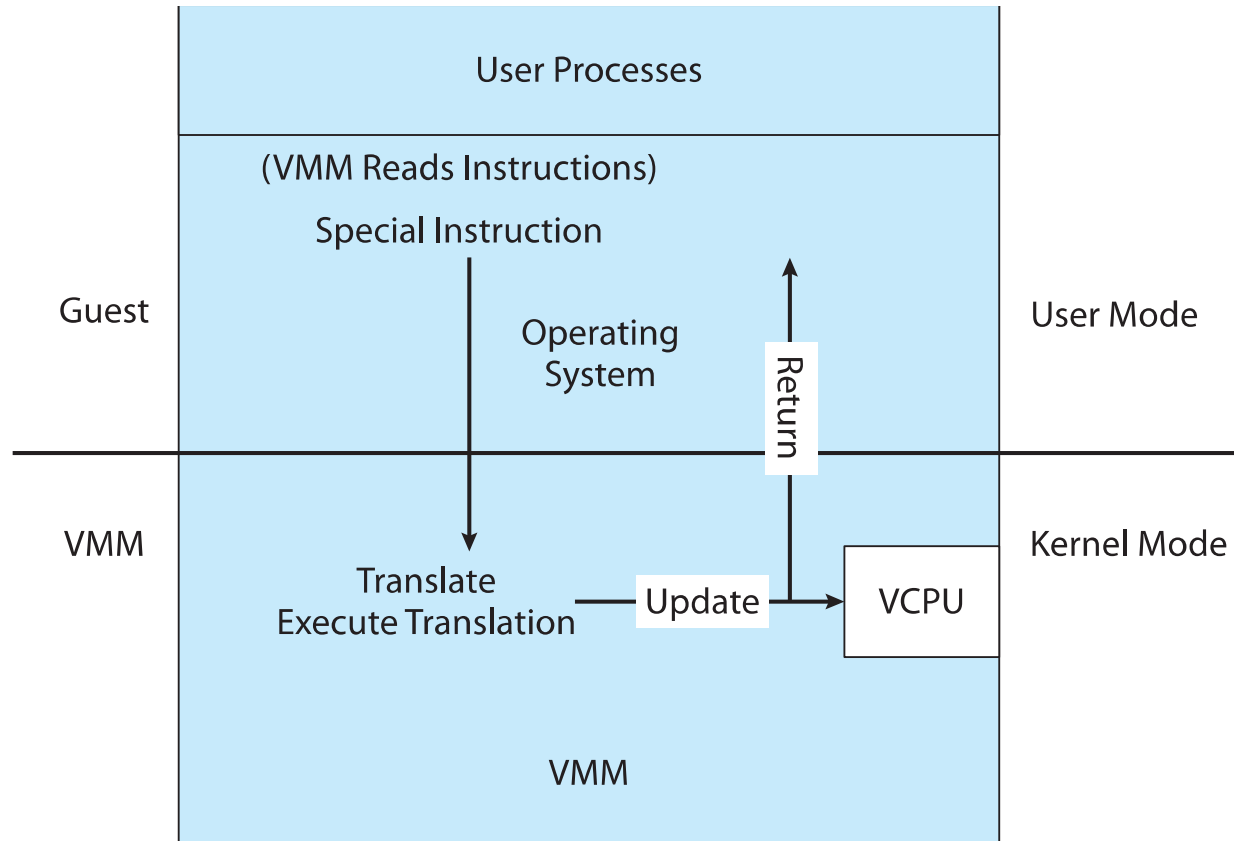 User Processes
(VMM Reads Instructions)
Special Instruction
Guest
User Mode
Operating
System
Return
VMM
Kernel Mode
Translate
Execute Translation
Update
VCPU
VMM